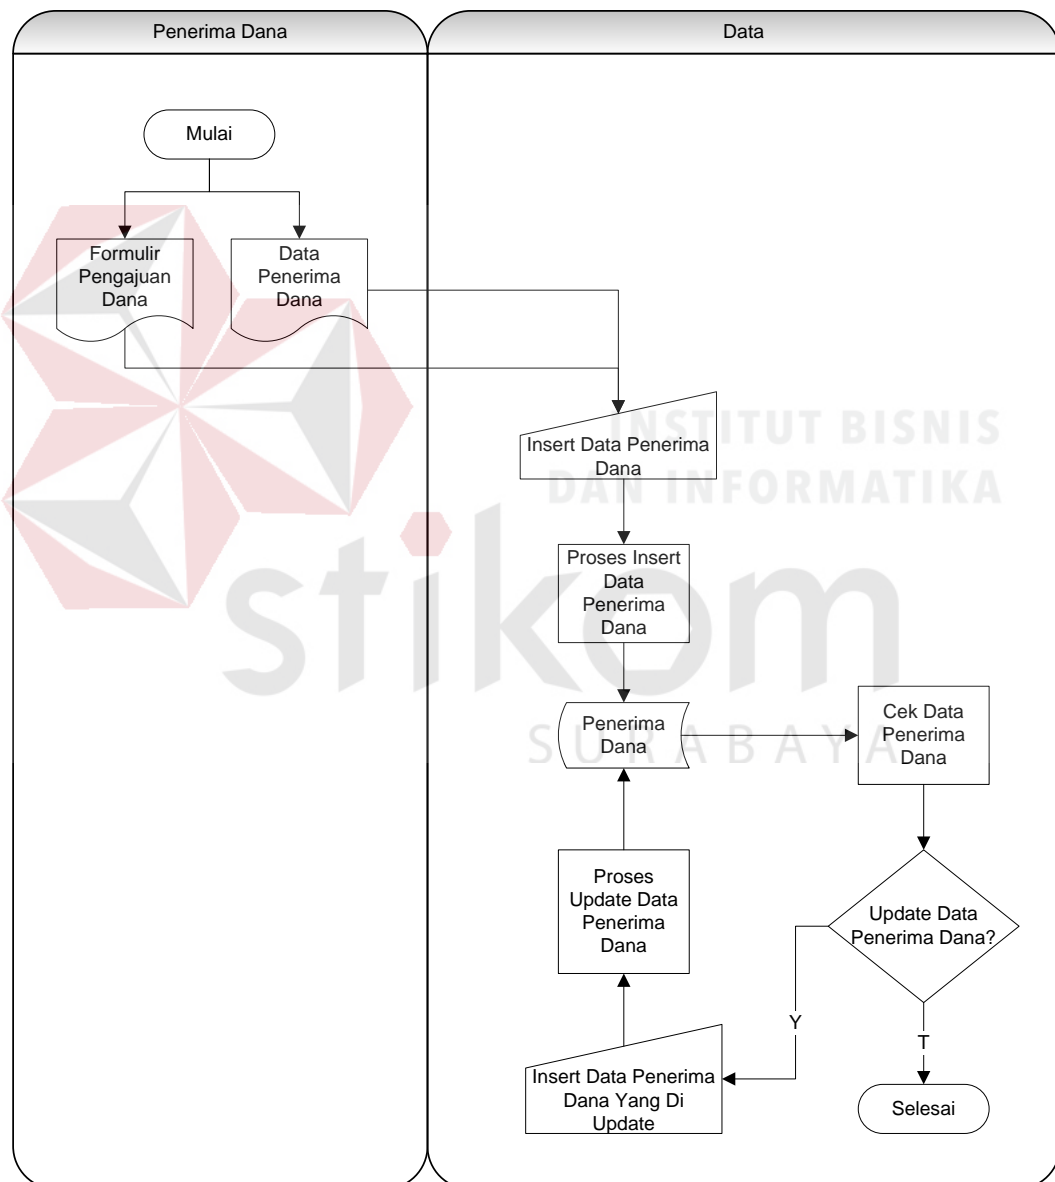 Penerima Dana
Data
Mulai
Formulir
Pengajuan
Dana
Data
Penerima
Dana
INSTITUT BISNIS
DAN INFORMATIKA
stikom
SURABAYA
Insert Data Penerima
Dana
Proses Insert
Data
Penerima
Dana
Penerima
Dana
Cek Data
Penerima
Dana
Proses
Update Data
Penerima
Dana
Update Data
Penerima Dana?
Y
T
Insert Data Penerima
Dana Yang Di
Update
Selesai